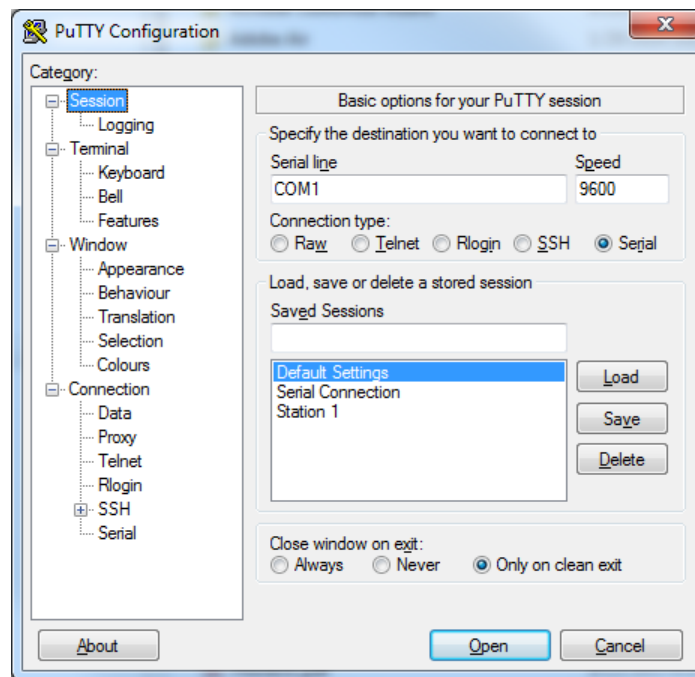 PuTTY Configuration
Category:
Session
Logging
Terminal
Keyboard
Bell
Features
Window
Appearance
Behaviour
Translation
Selection
Colours
Connection
Data
Proxy
Telnet
Rlogin
SSH
Serial
Basic options for your PuTTY session
Specify the destination you want to connect to
Serial line Speed
COM1 9600
Connection type:
Raw Telnet Rlogin SSH Serial
Load, save or delete a stored session
Saved Sessions
Default Settings
Serial Connection
Station 1
Load
Save
Delete
Close window on exit:
Always Never Only on clean exit
About Open Cancel